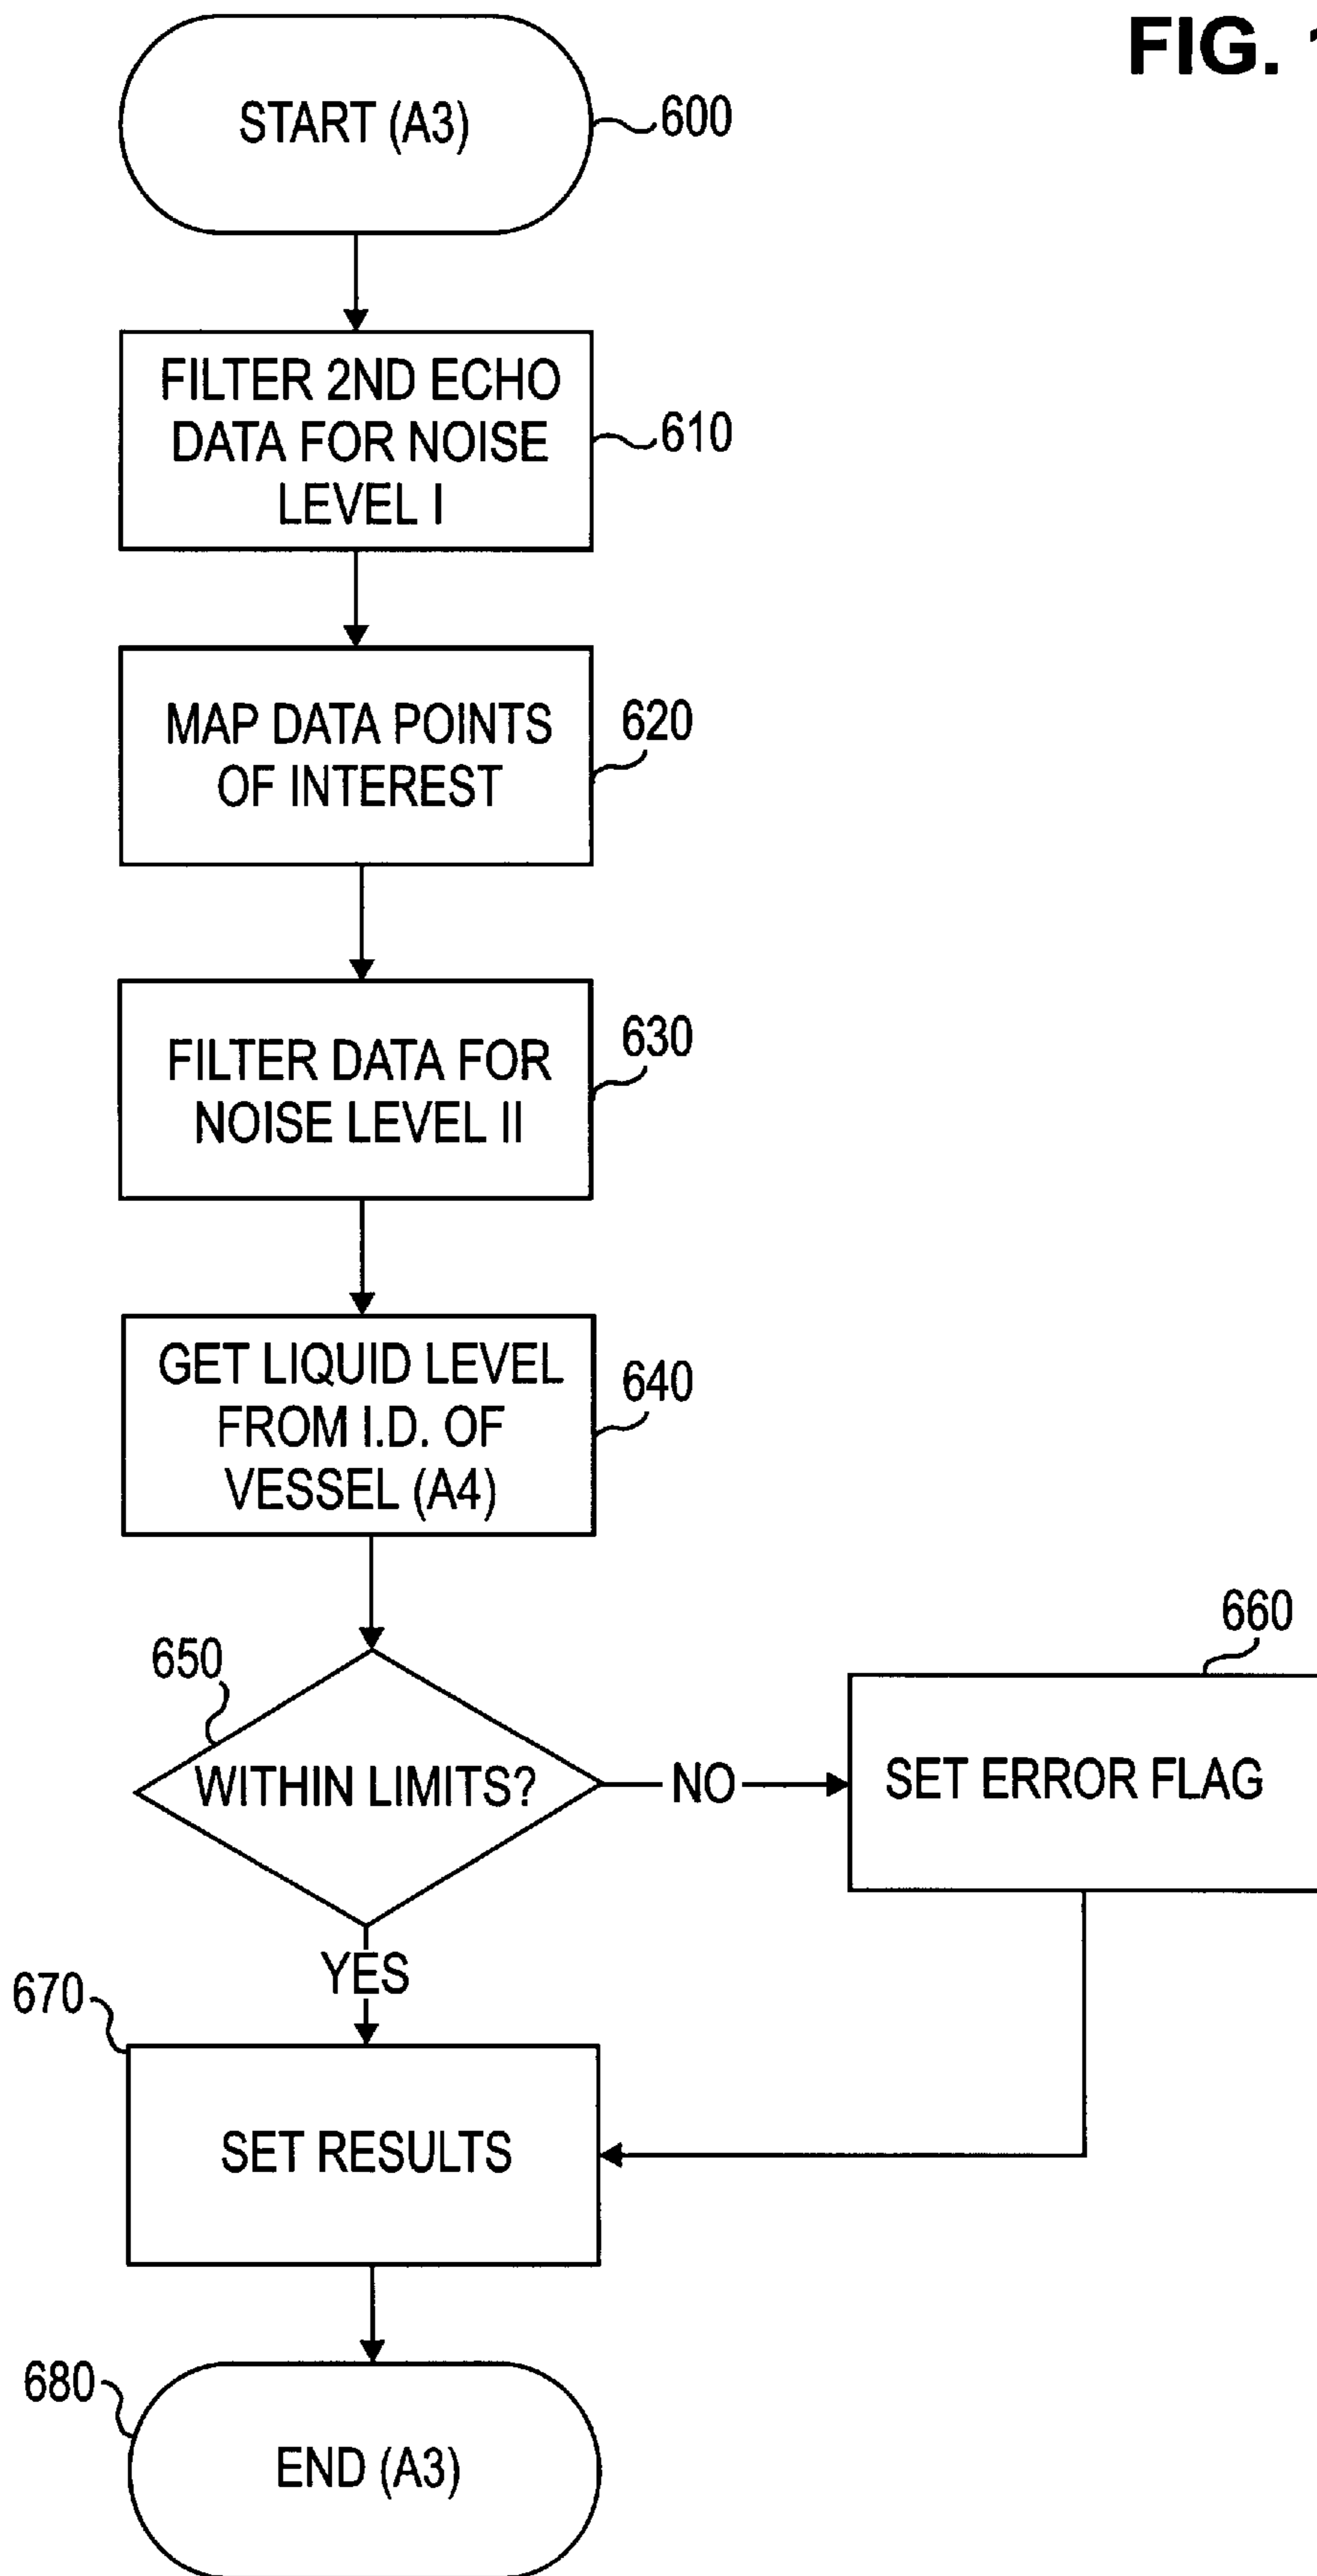 FIG. 1
START (A3)
600
FILTER 2ND ECHO
DATA FOR NOISE
LEVEL I
610
MAP DATA POINTS
OF INTEREST
620
FILTER DATA FOR
NOISE LEVEL II
630
GET LIQUID LEVEL
FROM I.D. OF
VESSEL (A4)
640
650
WITHIN LIMITS?
NO
660
SET ERROR FLAG
YES
670
SET RESULTS
680
END (A3)